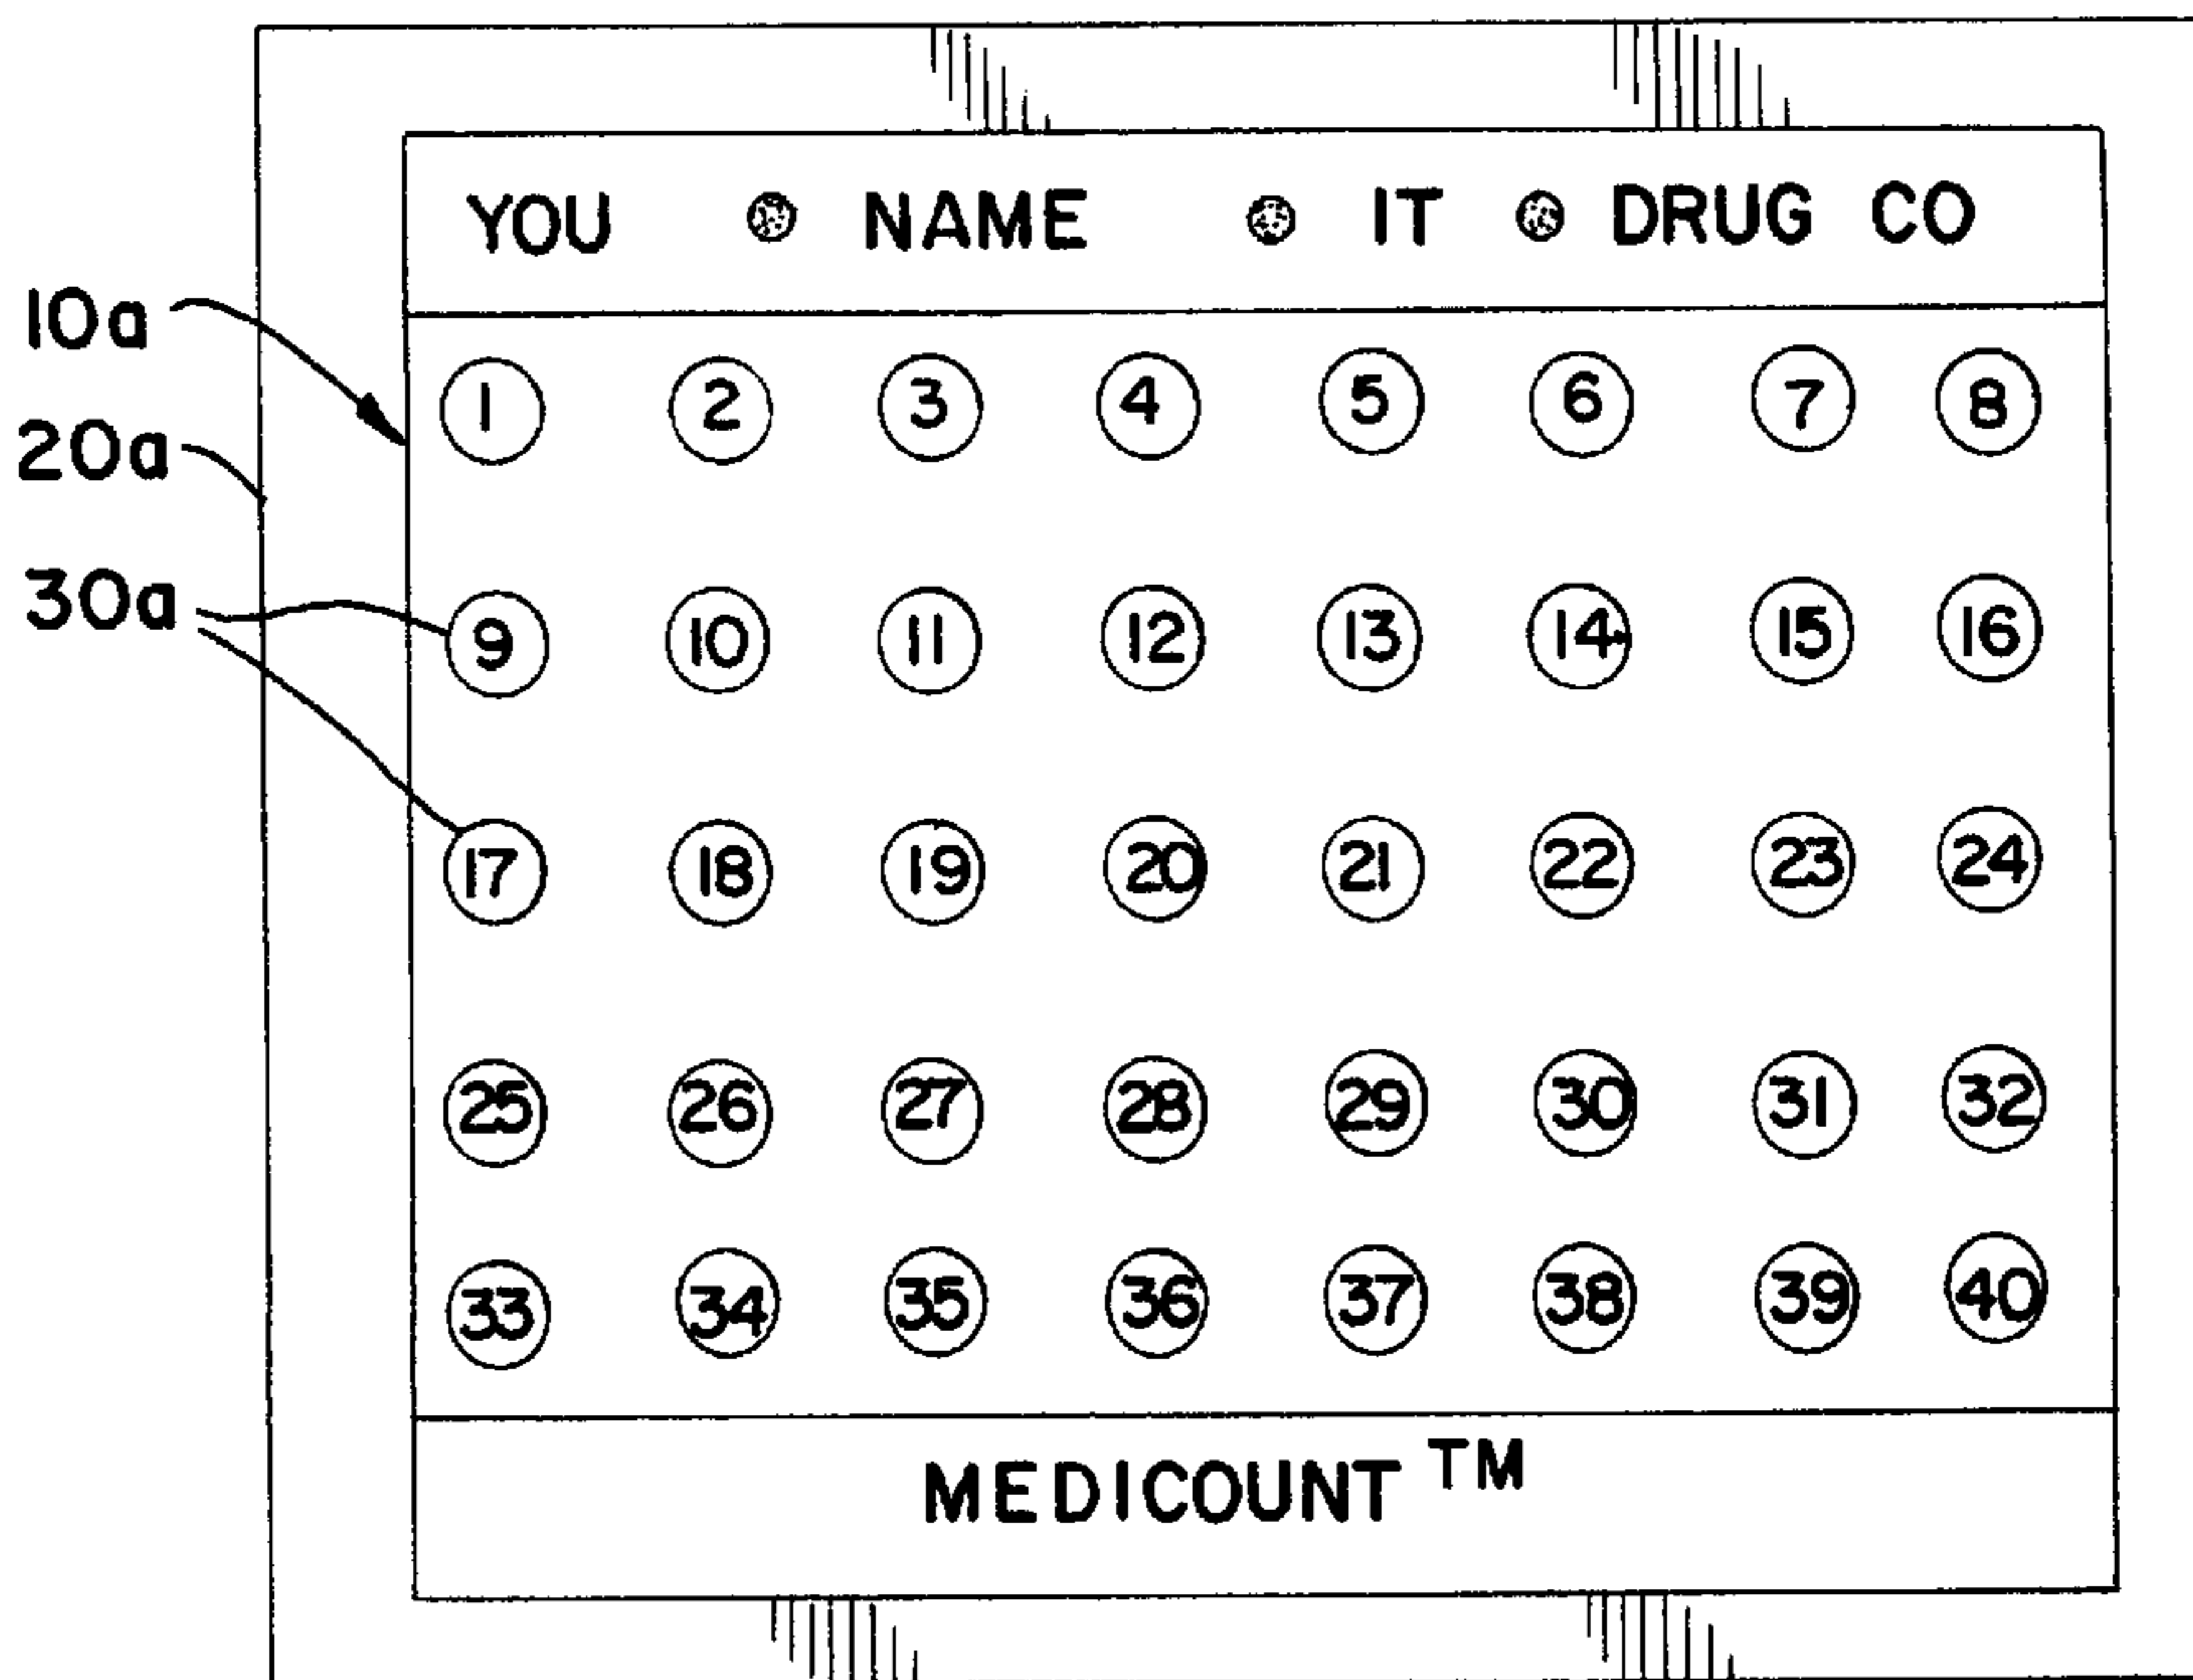 YOU NAME IT DRUG CO
10a
1 2 3 4 5 6 7 8
20a
30a
9 10 11 12 13 14 15 16
17 18 19 20 21 22 23 24
25 26 27 28 29 30 31 32
33 34 35 36 37 38 39 40
MEDICOUNT TM